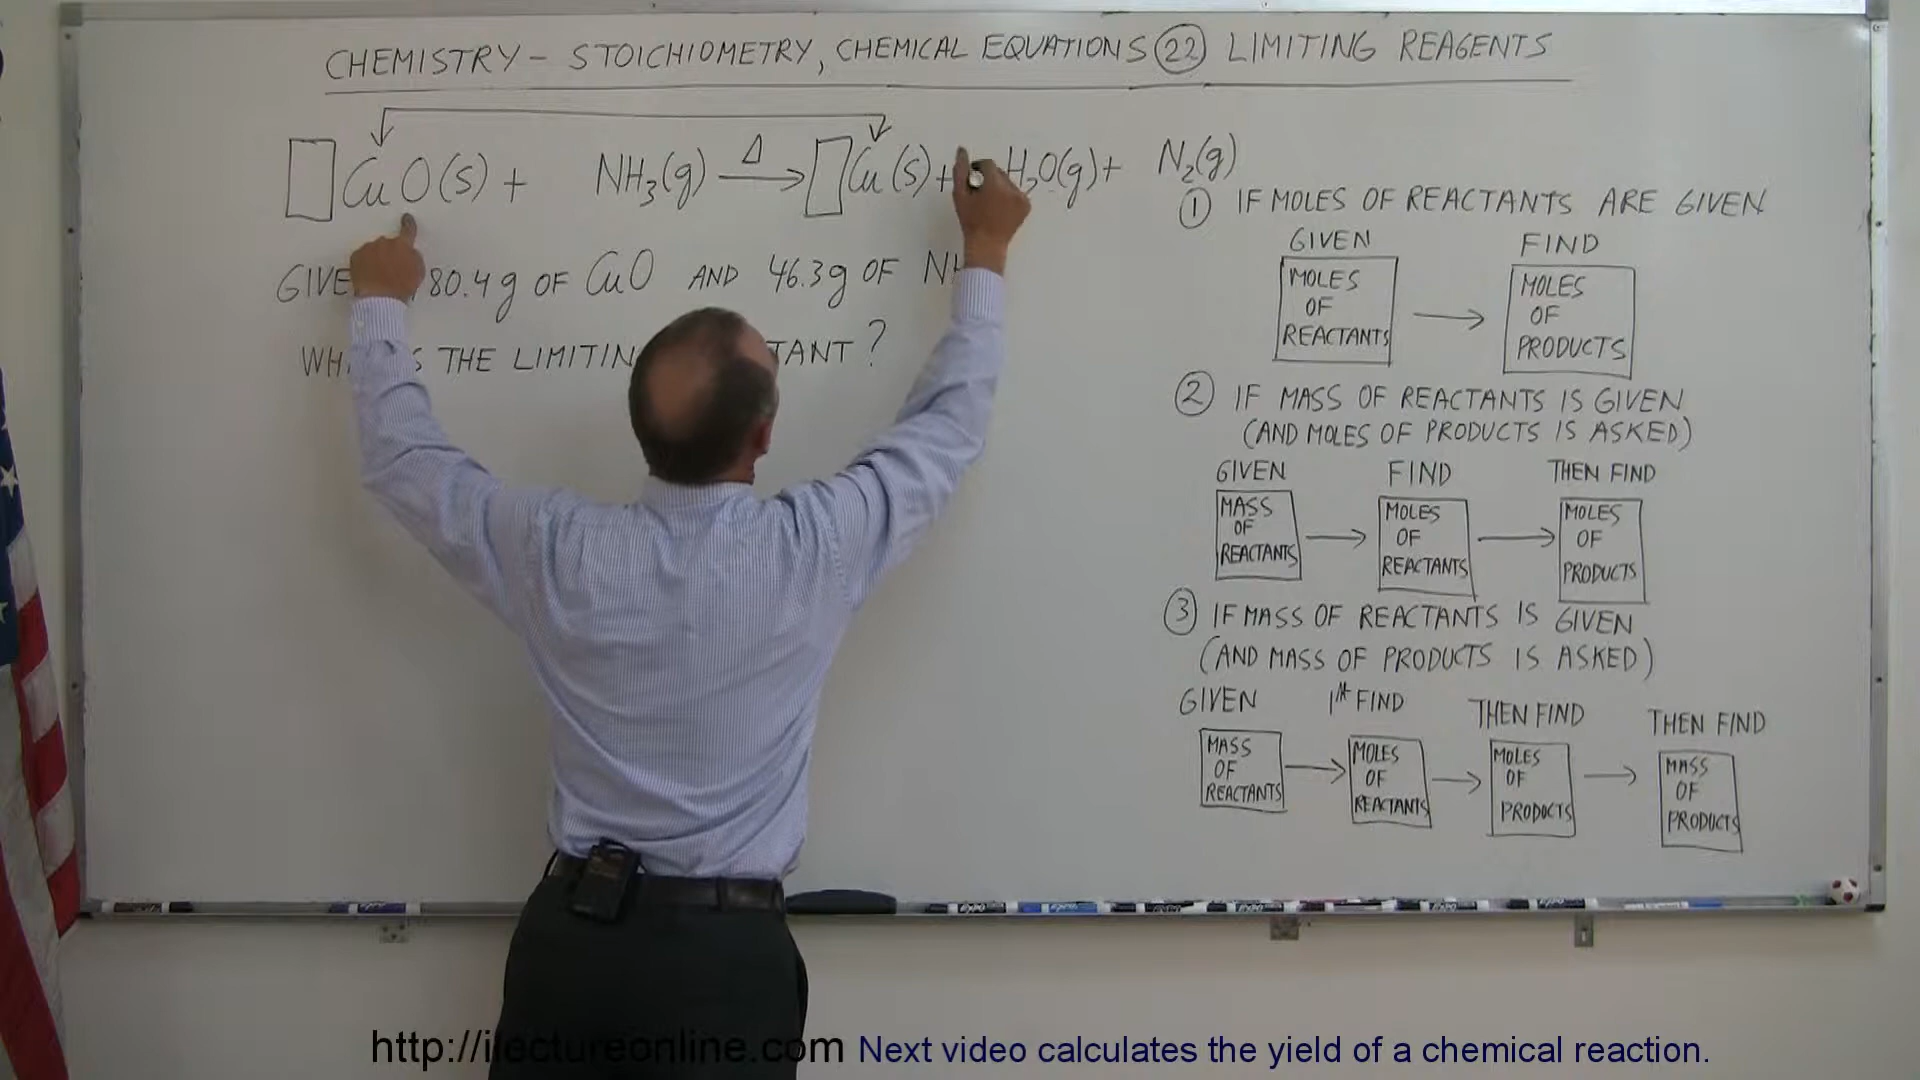 CHEMISTRY – STOICHIOMETRY, CHEMICAL EQUATIONS 22 LIMITING REAGENTS
CuO(s) + NH₃(g) Δ→ Cu(s) + H₂O(g) + N₂(g)
80.4g OF CuO AND 46.3g OF
THE TANT?
① IF MOLES OF REACTANTS ARE GIVEN
GIVEN FIND
MOLES OF REACTANTS → MOLES OF PRODUCTS
② IF MASS OF REACTANTS IS GIVEN
(AND MOLES OF PRODUCTS IS ASKED)
GIVEN FIND THEN FIND
MASS OF REACTANTS → MOLES OF REACTANTS → MOLES OF PRODUCTS
③ IF MASS OF REACTANTS IS GIVEN
(AND MASS OF PRODUCTS IS ASKED)
GIVEN 1st FIND THEN FIND THEN FIND
MASS OF REACTANTS → MOLES OF REACTANTS → MOLES OF PRODUCTS → MASS OF PRODUCTS
http://ilectureonline.com Next video calculates the yield of a chemical reaction.